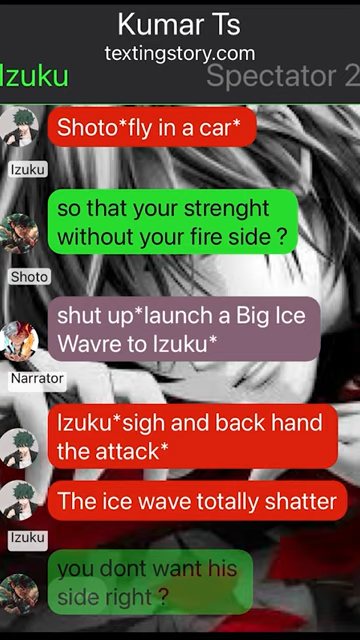 Kumar Ts
textingstory.com
Izuku Spectator 2
Shoto*fly in a car*
Izuku
so that your strenght
without your fire side ?
Shoto
shut up*launch a Big Ice
Wavre to Izuku*
Narrator
Izuku*sigh and back hand
the attack*
The ice wave totally shatter
Izuku
you dont want his
side right ?